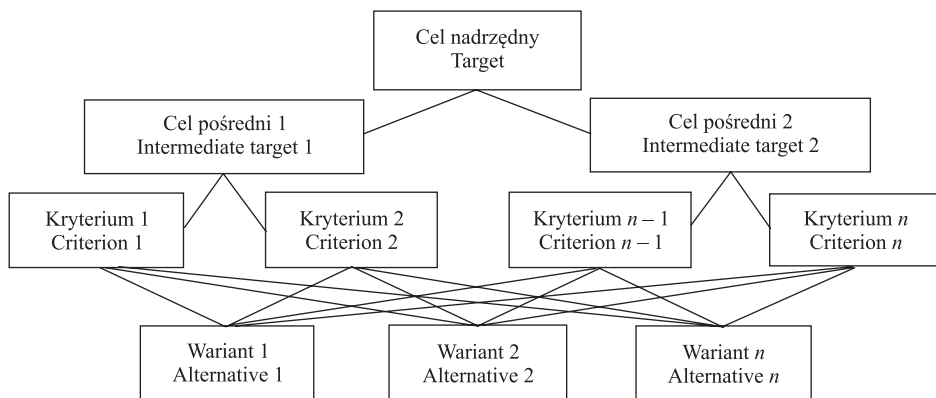 Cel nadrzędny
Target
Cel pośredni 1
Intermediate target 1
Cel pośredni 2
Intermediate target 2
Kryterium 1
Criterion 1
Kryterium 2
Criterion 2
Kryterium n – 1
Criterion n – 1
Kryterium n
Criterion n
Wariant 1
Alternative 1
Wariant 2
Alternative 2
Wariant n
Alternative n